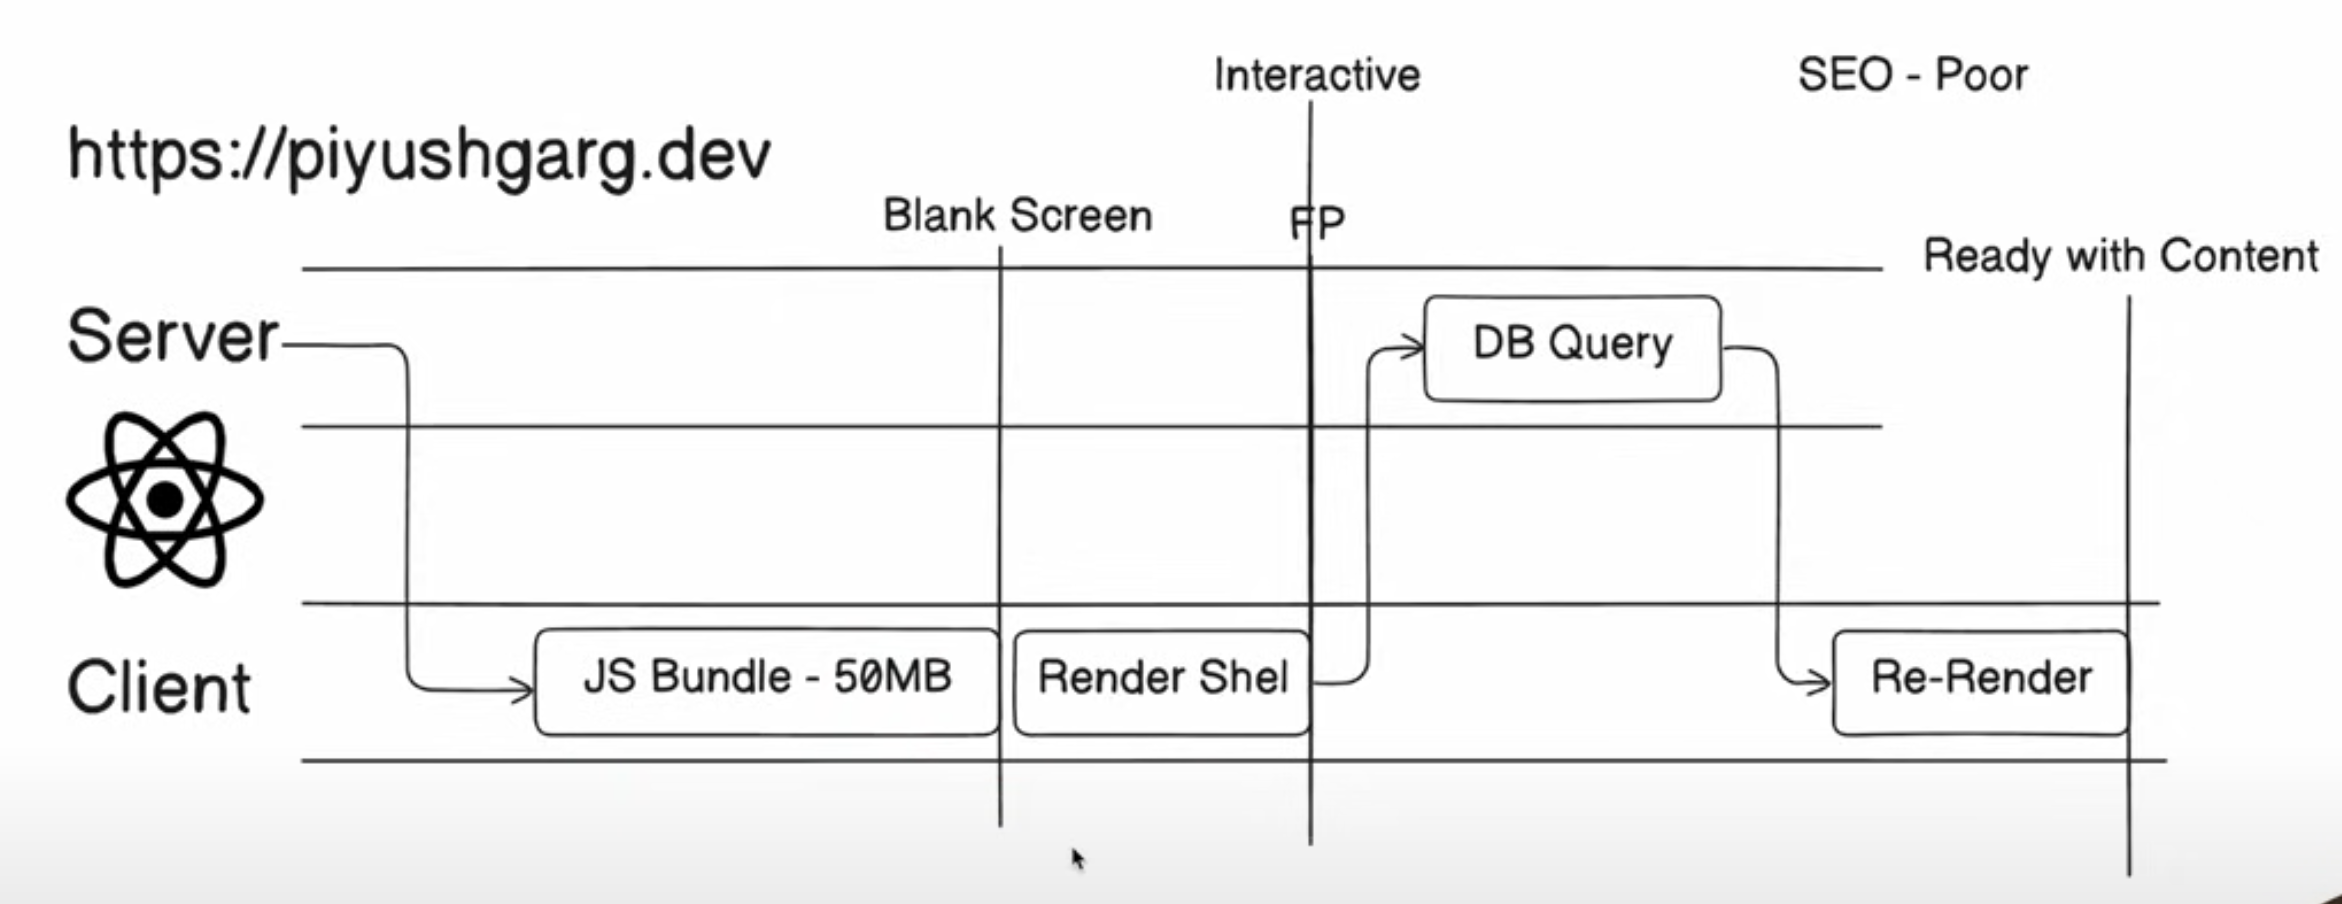 Interactive
SEO - Poor
https://piyushgarg.dev
Blank Screen
FP
Ready with Content
Server
DB Query
Client
JS Bundle - 50MB
Render Shel
Re-Render